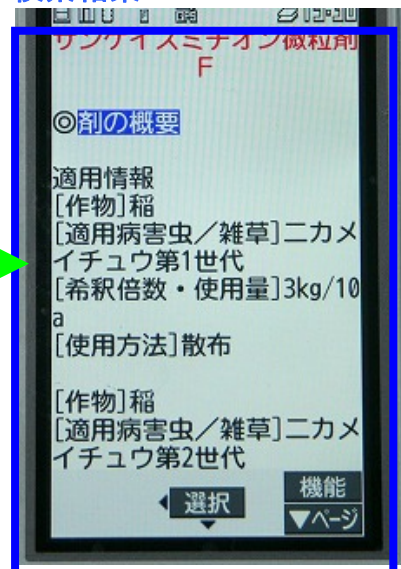 サンケイスミチオン微粒剤
F
◎剤の概要
適用情報
[作物]稲
[適用病害虫／雑草]ニカメ
イチュウ第1世代
[希釈倍数・使用量]3kg/10
a
[使用方法]散布
[作物]稲
[適用病害虫／雑草]ニカメ
イチュウ第2世代
機能
選択
▼ページ